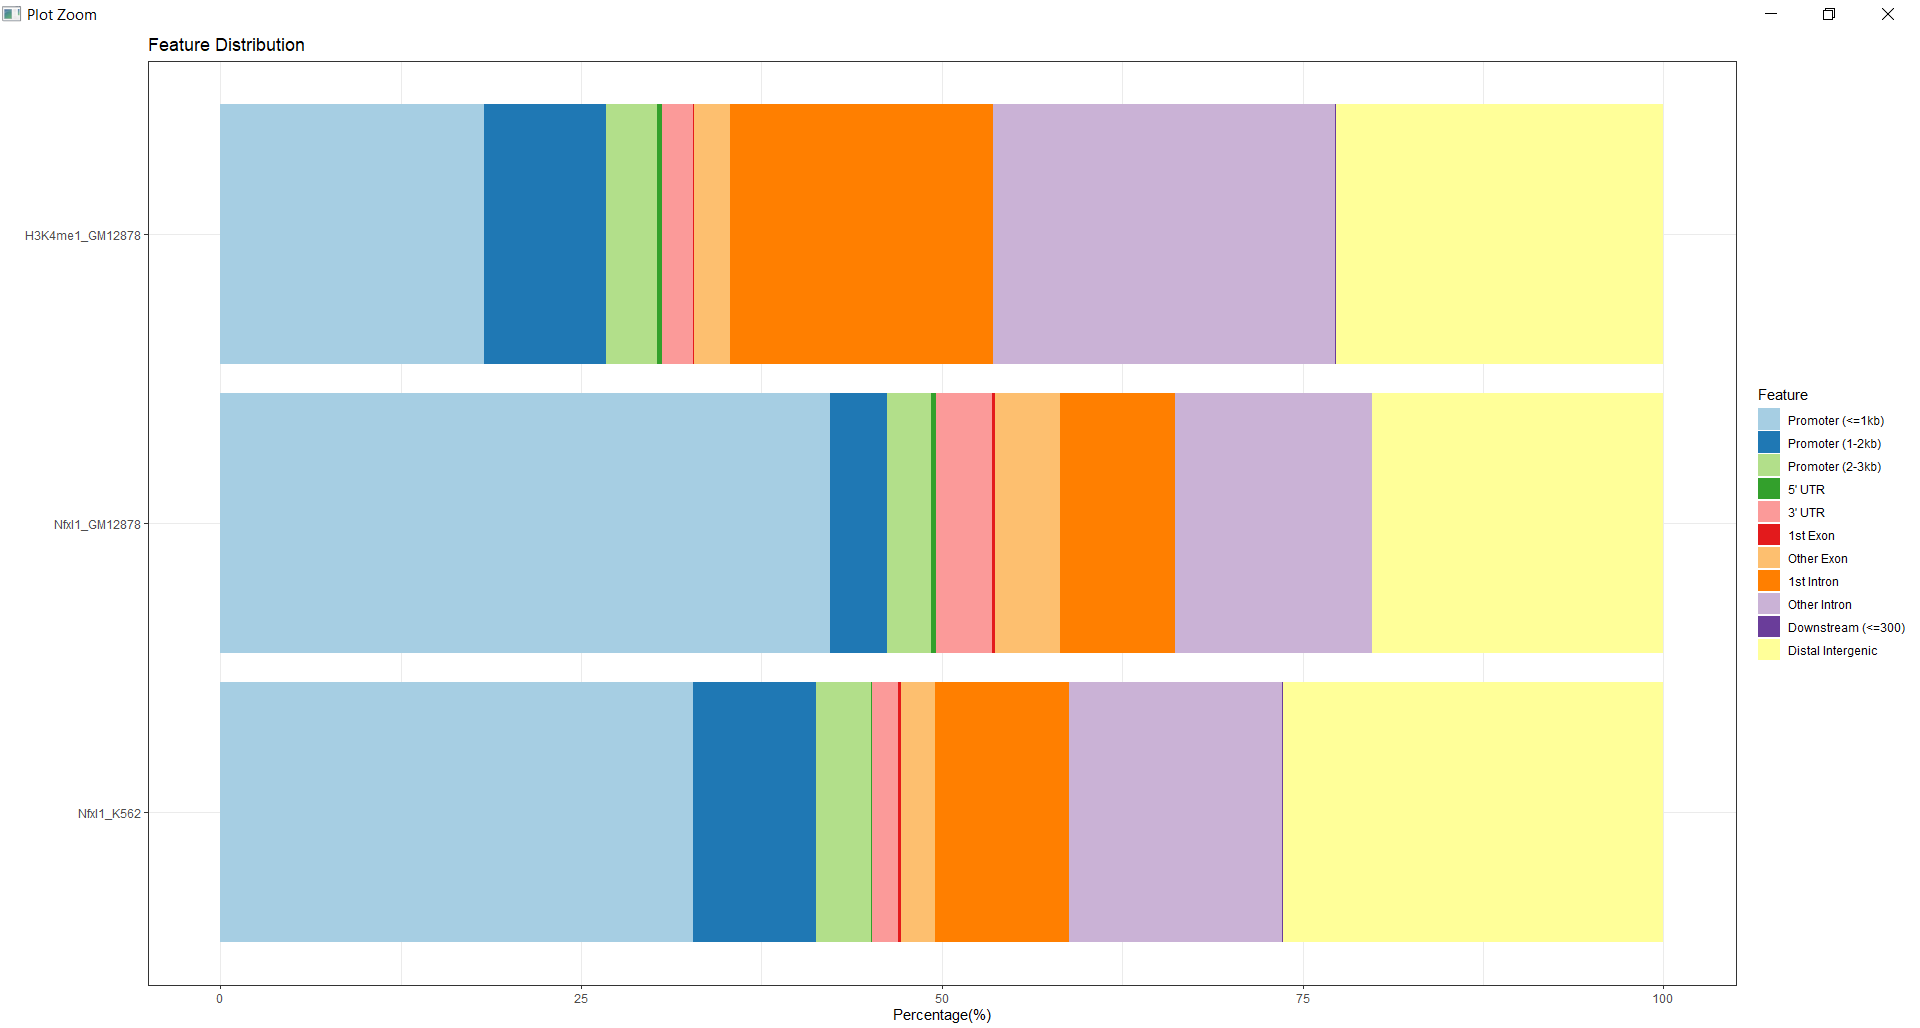 Plot Zoom
Feature Distribution
H3K4me1_GM12878
Nfxl1_GM12878
Nfxl1_K562
0 25 50 75 100
Percentage(%)
Feature
Promoter (<=1kb)
Promoter (1-2kb)
Promoter (2-3kb)
5' UTR
3' UTR
1st Exon
Other Exon
1st Intron
Other Intron
Downstream (<=300)
Distal Intergenic